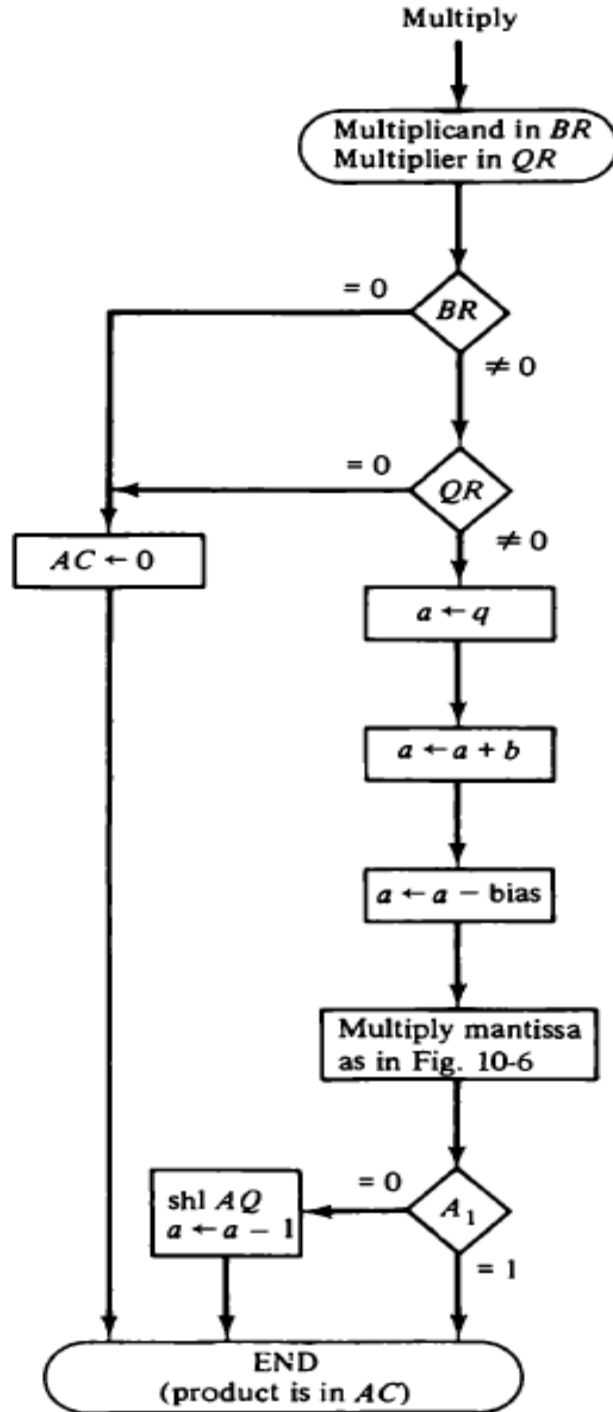 Multiply
Multiplicand in BR
Multiplier in QR
= 0
BR
≠ 0
= 0
QR
≠ 0
AC ← 0
a ← q
a ← a + b
a ← a − bias
Multiply mantissa
as in Fig. 10-6
= 0
shl AQ
a ← a − 1
A₁
= 1
END
(product is in AC)